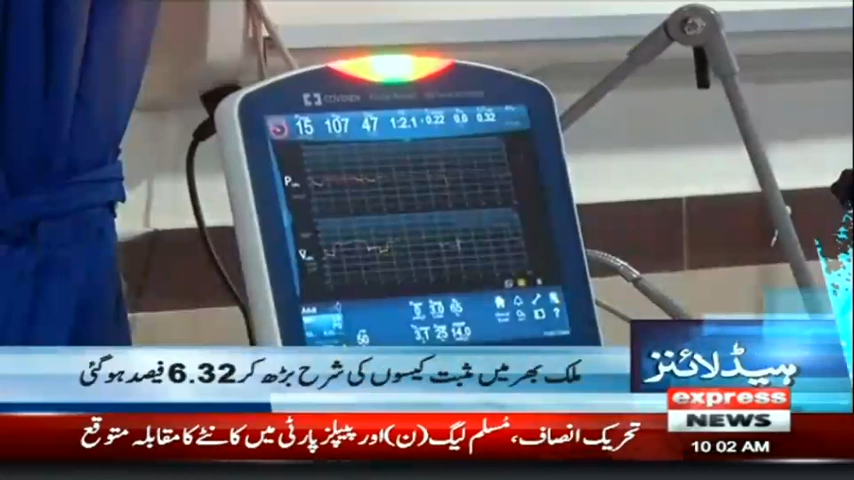 15 107 47 1:2.1 0.22 0.0 0.32
ملک بھر میں مثبت کیسوں کی شرح بڑھ کر 6.32 فیصد ہوگئی
ہیڈلائنز
express
NEWS
تحریک انصاف، مُسلم لیگ (ن) اور پیپلز پارٹی میں کانٹے کا مقابلہ متوقع
10 02 AM